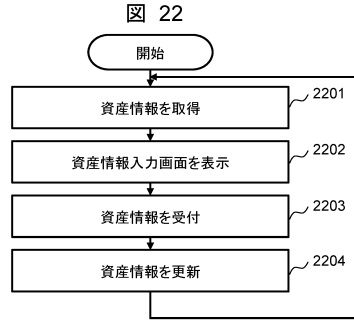 図 22
開始
資産情報を取得
2201
資産情報入力画面を表示
2202
資産情報を受付
2203
資産情報を更新
2204